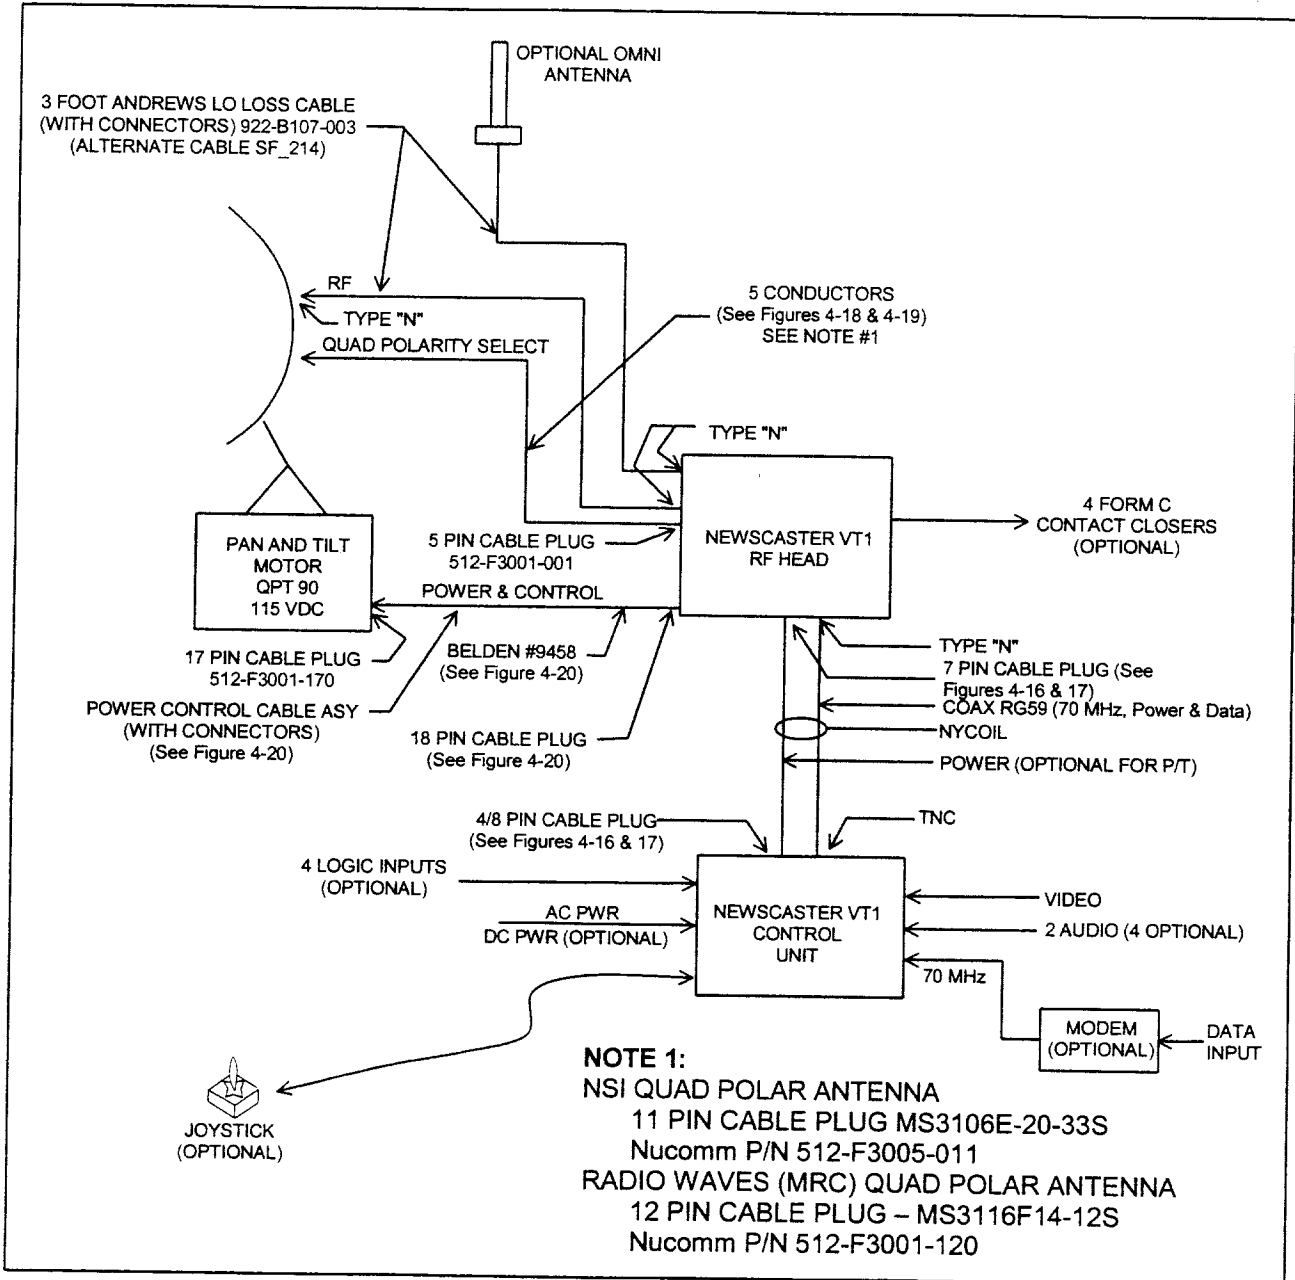 OPTIONAL OMNI
ANTENNA
3 FOOT ANDREWS LO LOSS CABLE
(WITH CONNECTORS) 922-B107-003
(ALTERNATE CABLE SF_214)
RF
TYPE "N"
QUAD POLARITY SELECT
5 CONDUCTORS
(See Figures 4-18 & 4-19)
SEE NOTE #1
TYPE "N"
PAN AND TILT
MOTOR
QPT 90
115 VDC
5 PIN CABLE PLUG
512-F3001-001
NEWSCASTER VT1
RF HEAD
4 FORM C
CONTACT CLOSERS
(OPTIONAL)
POWER & CONTROL
17 PIN CABLE PLUG
512-F3001-170
BELDEN #9458
(See Figure 4-20)
POWER CONTROL CABLE ASY
(WITH CONNECTORS)
(See Figure 4-20)
18 PIN CABLE PLUG
(See Figure 4-20)
TYPE "N"
7 PIN CABLE PLUG (See
Figures 4-16 & 17)
COAX RG59 (70 MHz, Power & Data)
NYCOIL
POWER (OPTIONAL FOR P/T)
4/8 PIN CABLE PLUG
(See Figures 4-16 & 17)
TNC
4 LOGIC INPUTS
(OPTIONAL)
AC PWR
DC PWR (OPTIONAL)
NEWSCASTER VT1
CONTROL
UNIT
VIDEO
2 AUDIO (4 OPTIONAL)
70 MHz
MODEM
(OPTIONAL)
DATA
INPUT
JOYSTICK
(OPTIONAL)
NOTE 1:
NSI QUAD POLAR ANTENNA
11 PIN CABLE PLUG MS3106E-20-33S
Nucomm P/N 512-F3005-011
RADIO WAVES (MRC) QUAD POLAR ANTENNA
12 PIN CABLE PLUG – MS3116F14-12S
Nucomm P/N 512-F3001-120